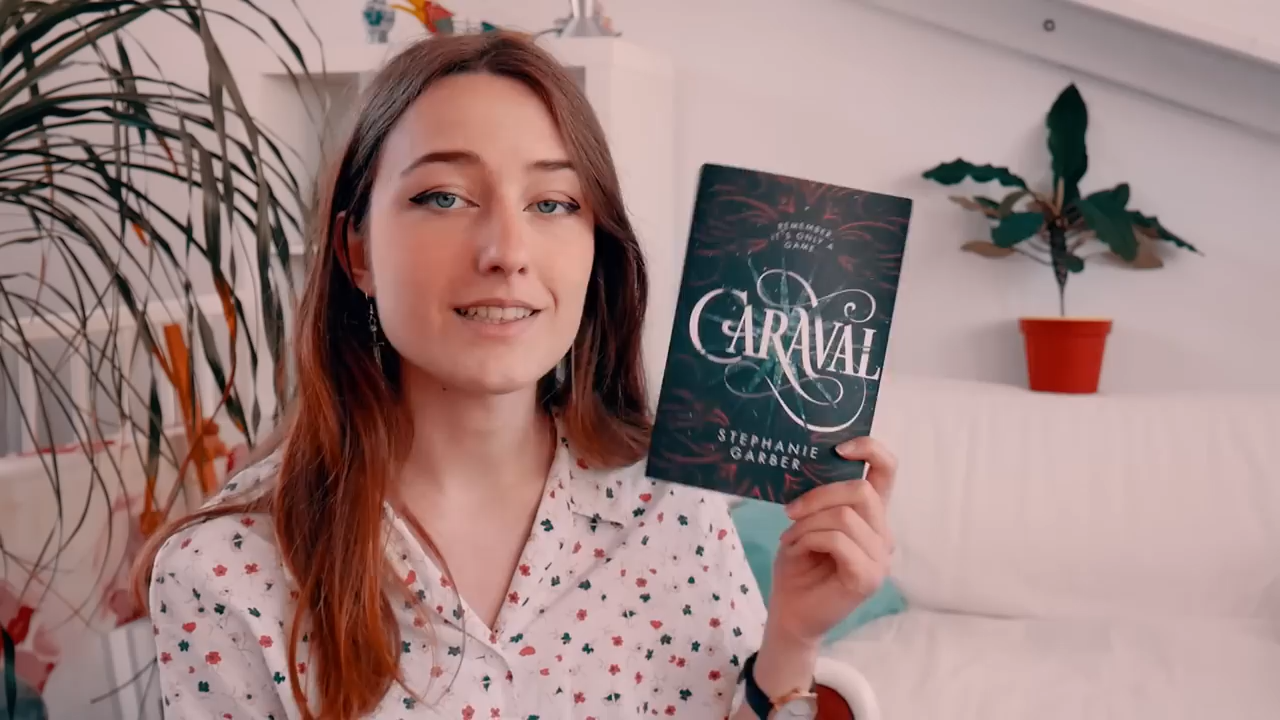 REMEMBER,
IT'S ONLY A
GAME
CARAVAL
STEPHANIE
GARBER